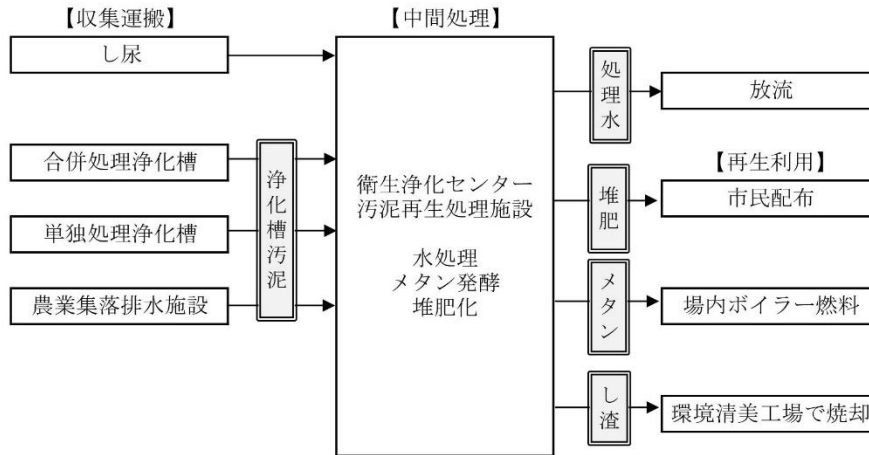 【収集運搬】
し尿
合併処理浄化槽
単独処理浄化槽
農業集落排水施設
浄化槽汚泥
【中間処理】
衛生浄化センター
汚泥再生処理施設
水処理
メタン発酵
堆肥化
処理水
放流
【再生利用】
堆肥
市民配布
メタン
場内ボイラー燃料
し渣
環境清美工場で焼却